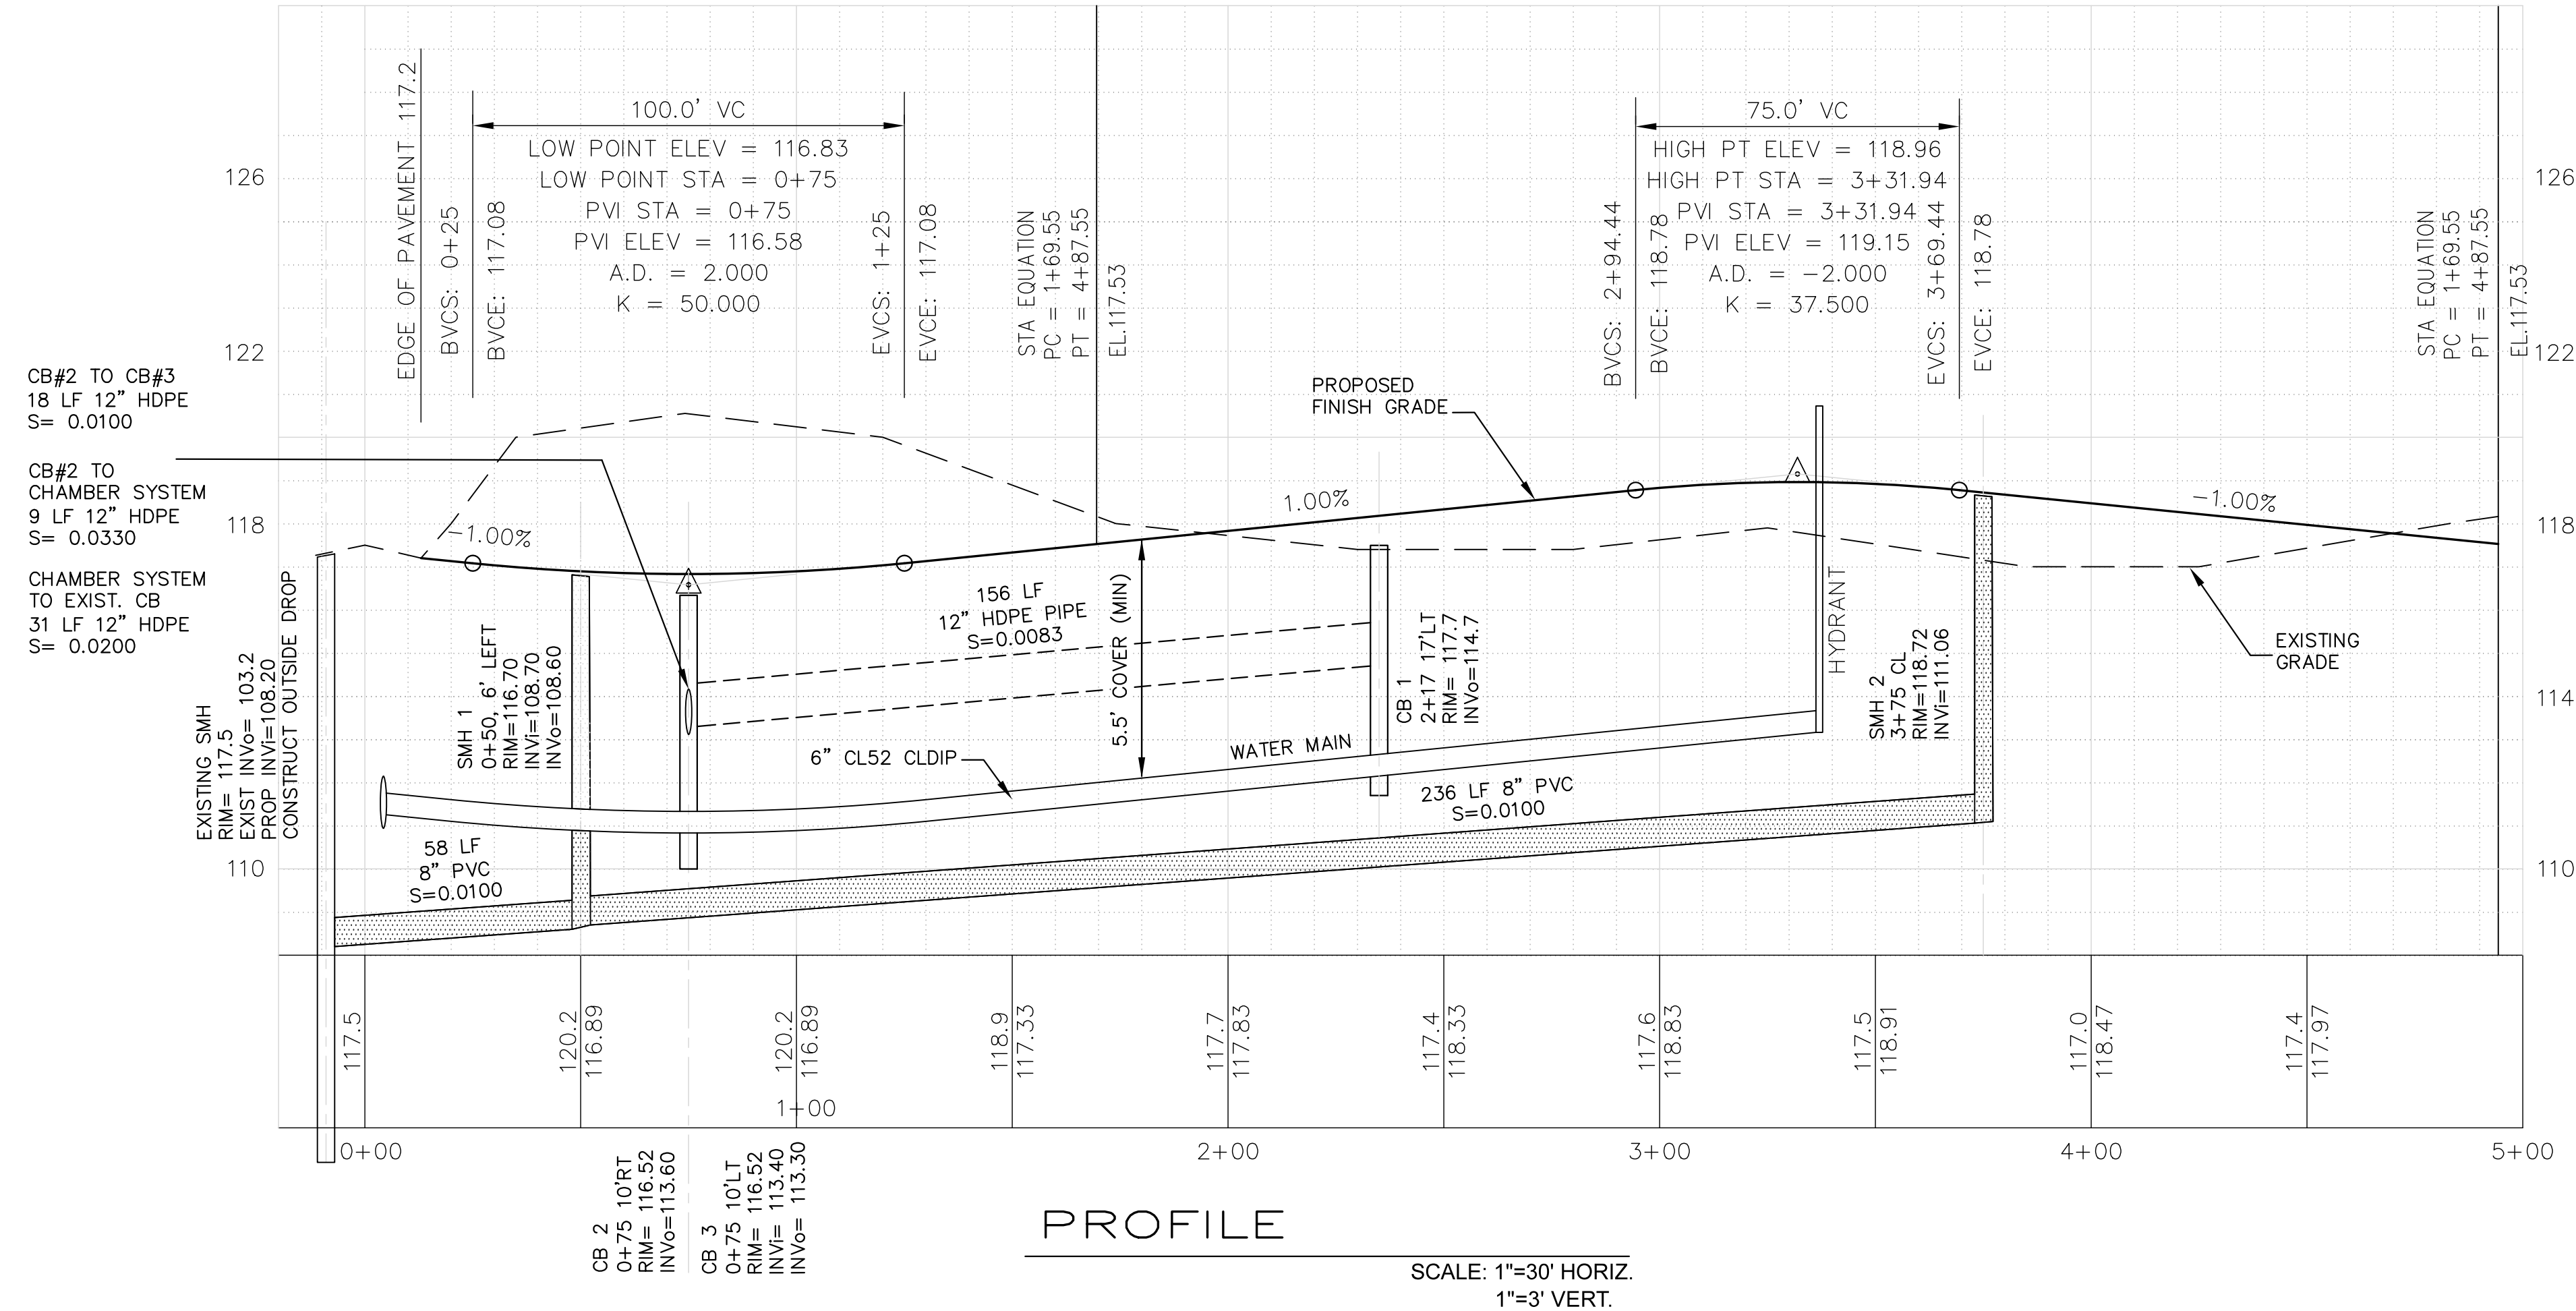 EDGE OF PAVEMENT 117.2
BVCS: 0+25
BVCE: 117.08
100.0' VC
LOW POINT ELEV = 116.83
LOW POINT STA = 0+75
PVI STA = 0+75
PVI ELEV = 116.58
A.D. = 2.000
K = 50.000
EVCS: 1+25
EVCE: 117.08
STA EQUATION
PC = 1+69.55
PT = 4+87.55
EL.117.53
BVCS: 2+94.44
BVCE: 118.78
75.0' VC
HIGH PT ELEV = 118.96
HIGH PT STA = 3+31.94
PVI STA = 3+31.94
PVI ELEV = 119.15
A.D. = -2.000
K = 37.500
EVCS: 3+69.44
EVCE: 118.78
STA EQUATION
PC = 1+69.55
PT = 4+87.55
EL.117.53
126
122
118
114
110
126
122
118
114
110
CB#2 TO CB#3
18 LF 12" HDPE
S= 0.0100
CB#2 TO
CHAMBER SYSTEM
9 LF 12" HDPE
S= 0.0330
CHAMBER SYSTEM
TO EXIST. CB
31 LF 12" HDPE
S= 0.0200
-1.00%
PROPOSED
FINISH GRADE
1.00%
-1.00%
EXISTING SMH
RIM= 117.5
EXIST INVo= 103.2
PROP INVi=108.20
CONSTRUCT OUTSIDE DROP
SMH 1
0+50, 6' LEFT
RIM=116.70
INVi=108.70
INVo=108.60
156 LF
12" HDPE PIPE
S=0.0083
5.5' COVER (MIN)
CB 1
2+17 17'LT
RIM= 117.7
INVo=114.7
HYDRANT
SMH 2
3+75 CL
RIM=118.72
INVi=111.06
EXISTING
GRADE
6" CL52 CLDIP
WATER MAIN
236 LF 8" PVC
S=0.0100
58 LF
8" PVC
S=0.0100
117.5
120.2
116.89
120.2
116.89
118.9
117.33
117.7
117.83
117.4
118.33
117.6
118.83
117.5
118.91
117.0
118.47
117.4
117.97
0+00
1+00
2+00
3+00
4+00
5+00
CB 2
0+75 10'RT
RIM= 116.52
INVo=113.60
CB 3
0+75 10'LT
RIM= 116.52
INVi= 113.40
INVo= 113.30
PROFILE
SCALE: 1"=30' HORIZ.
1"=3' VERT.